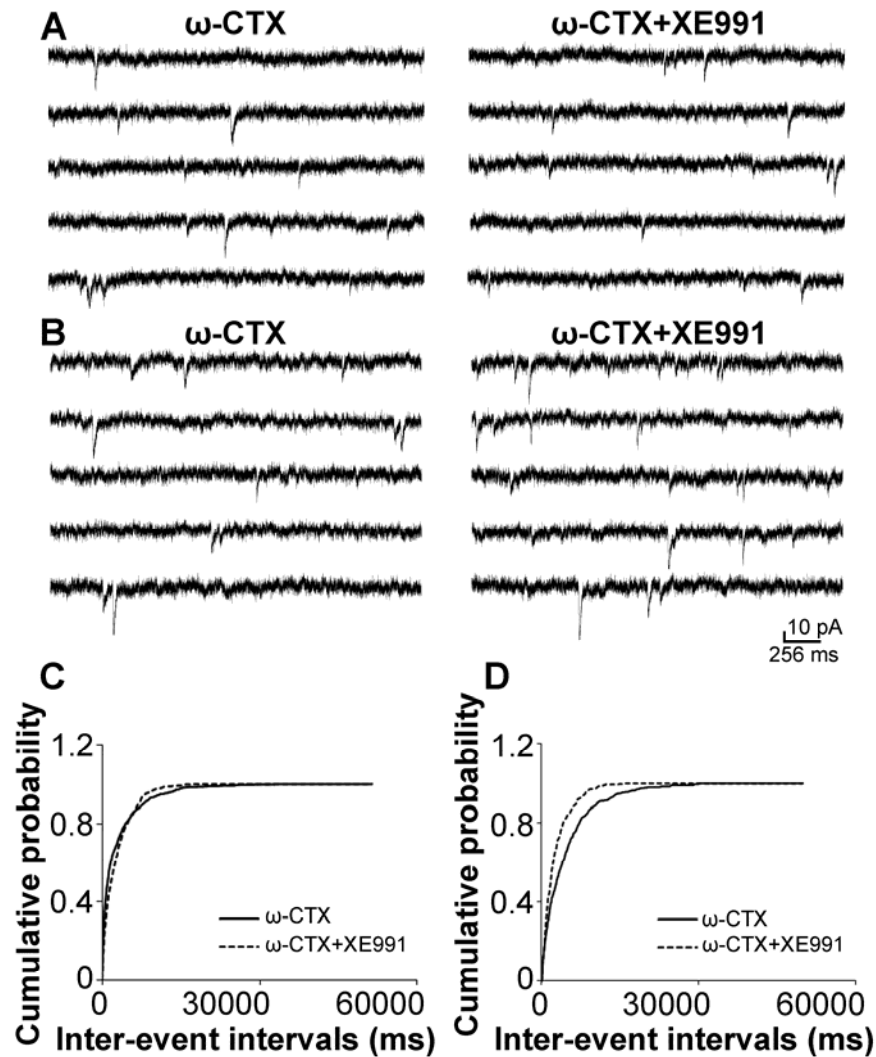 A
ω-CTX
ω-CTX+XE991
B
ω-CTX
ω-CTX+XE991
10 pA
256 ms
C
Cumulative probability
1.2
0.8
0.4
0
ω-CTX
ω-CTX+XE991
0
30000
60000
Inter-event intervals (ms)
D
Cumulative probability
1.2
0.8
0.4
0
ω-CTX
ω-CTX+XE991
0
30000
60000
Inter-event intervals (ms)